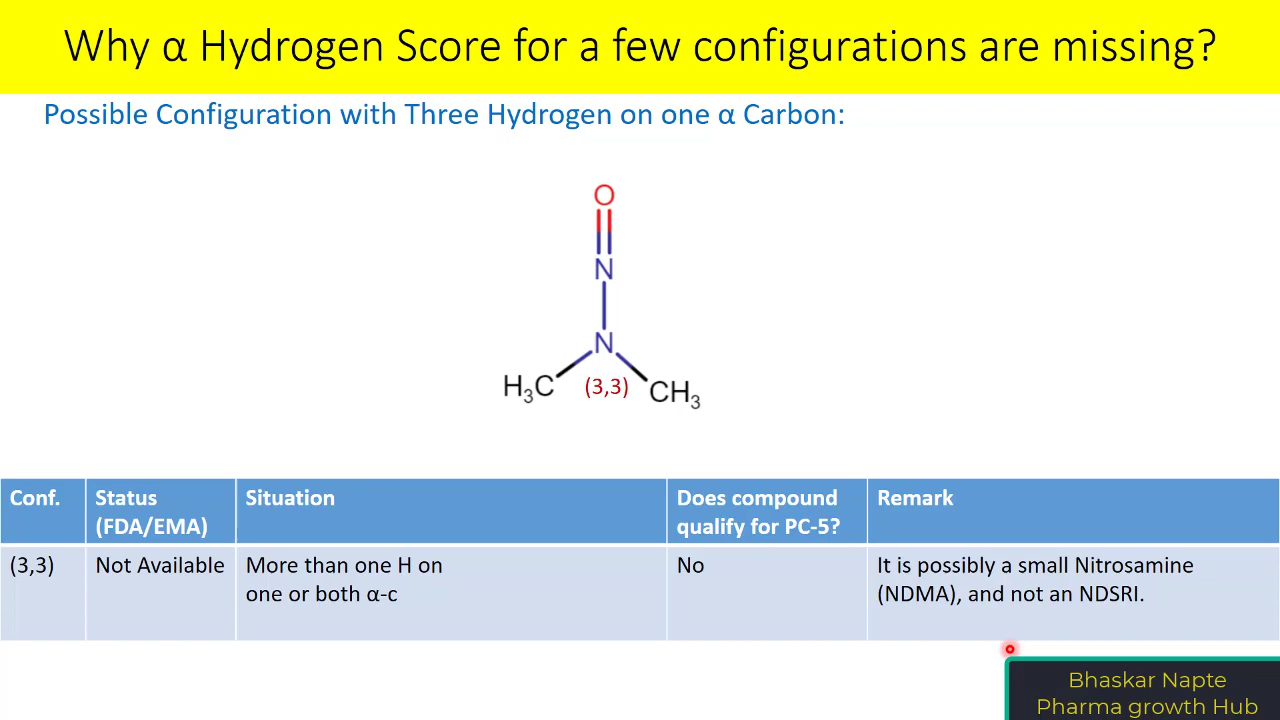 Why α Hydrogen Score for a few configurations are missing?
Possible Configuration with Three Hydrogen on one α Carbon:
O
N
N
H3C (3,3) CH3
Conf. Status (FDA/EMA) Situation Does compound qualify for PC-5? Remark
(3,3) Not Available More than one H on one or both α-c No It is possibly a small Nitrosamine (NDMA), and not an NDSRI.
Bhaskar Napte
Pharma growth Hub